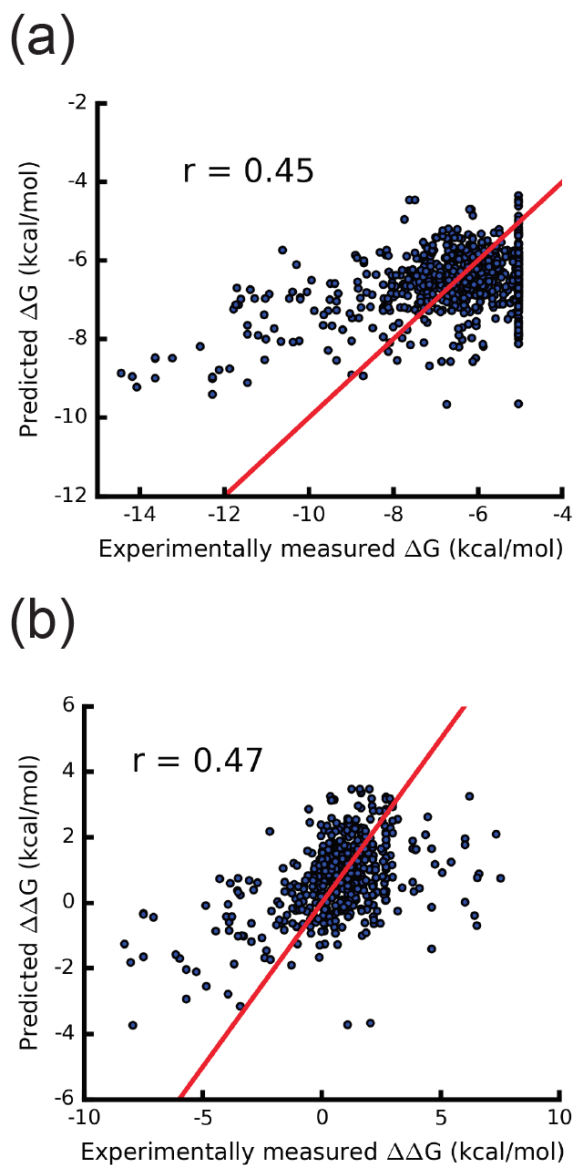 (a)
-2
r = 0.45
-4
-6
-8
-10
-12
Predicted ΔG (kcal/mol)
-14 -12 -10 -8 -6 -4
Experimentally measured ΔG (kcal/mol)
(b)
6
r = 0.47
4
2
0
-2
-4
-6
Predicted ΔΔG (kcal/mol)
-10 -5 0 5 10
Experimentally measured ΔΔG (kcal/mol)